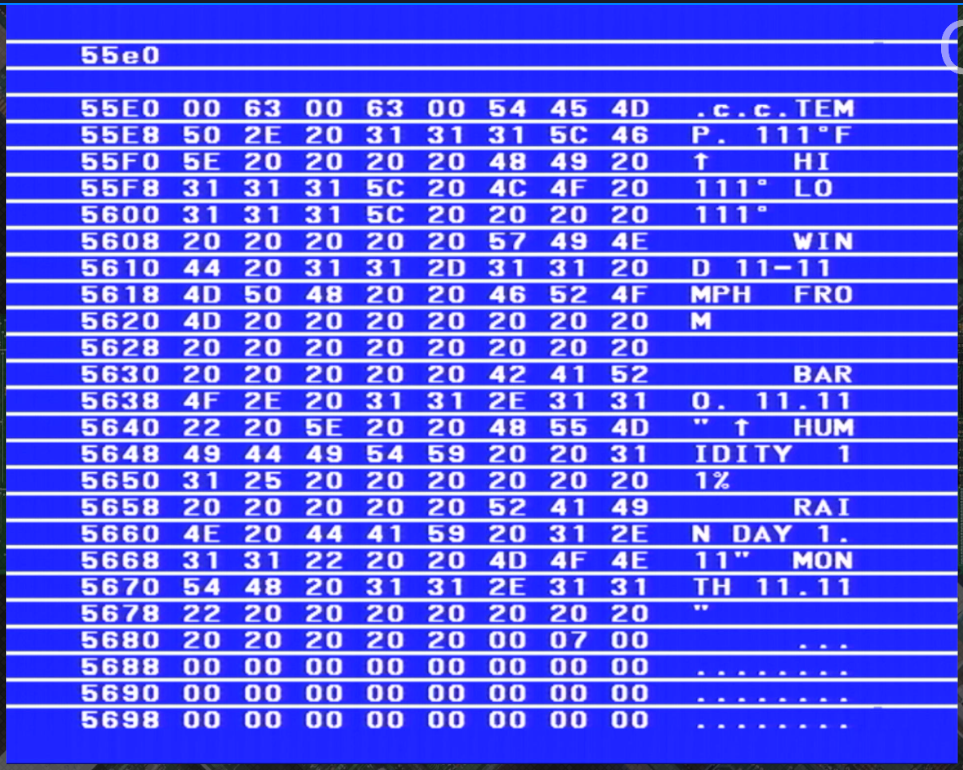 55e0
55E0 00 63 00 63 00 54 45 4D .c.c.TEM
55E8 50 2E 20 31 31 31 5C 46 P. 111°F
55F0 5E 20 20 20 20 48 49 20 ↑    HI
55F8 31 31 31 5C 20 4C 4F 20 111° LO
5600 31 31 31 5C 20 20 20 20 111°
5608 20 20 20 20 20 57 49 4E      WIN
5610 44 20 31 31 2D 31 31 20 D 11-11
5618 4D 50 48 20 20 46 52 4F MPH  FRO
5620 4D 20 20 20 20 20 20 20 M
5628 20 20 20 20 20 20 20 20
5630 20 20 20 20 20 42 41 52      BAR
5638 4F 2E 20 31 31 2E 31 31 O. 11.11
5640 22 20 5E 20 20 48 55 4D " ↑  HUM
5648 49 44 49 54 59 20 20 31 IDITY  1
5650 31 25 20 20 20 20 20 20 1%
5658 20 20 20 20 20 52 41 49      RAI
5660 4E 20 44 41 59 20 31 2E N DAY 1.
5668 31 31 22 20 20 4D 4F 4E 11"  MON
5670 54 48 20 31 31 2E 31 31 TH 11.11
5678 22 20 20 20 20 20 20 20 "
5680 20 20 20 20 20 00 07 00      ...
5688 00 00 00 00 00 00 00 00 ........
5690 00 00 00 00 00 00 00 00 ........
5698 00 00 00 00 00 00 00 00 ........